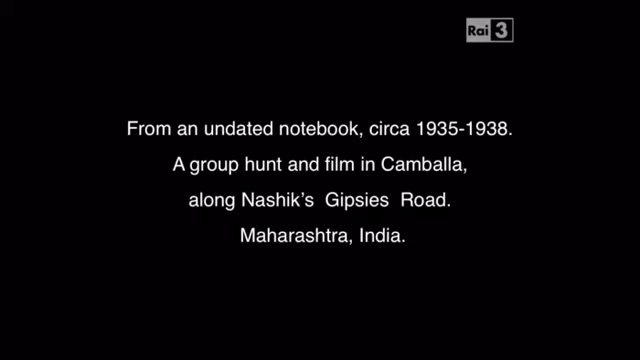 Rai 3
From an undated notebook, circa 1935-1938.
A group hunt and film in Camballa,
along Nashik's Gipsies Road.
Maharashtra, India.